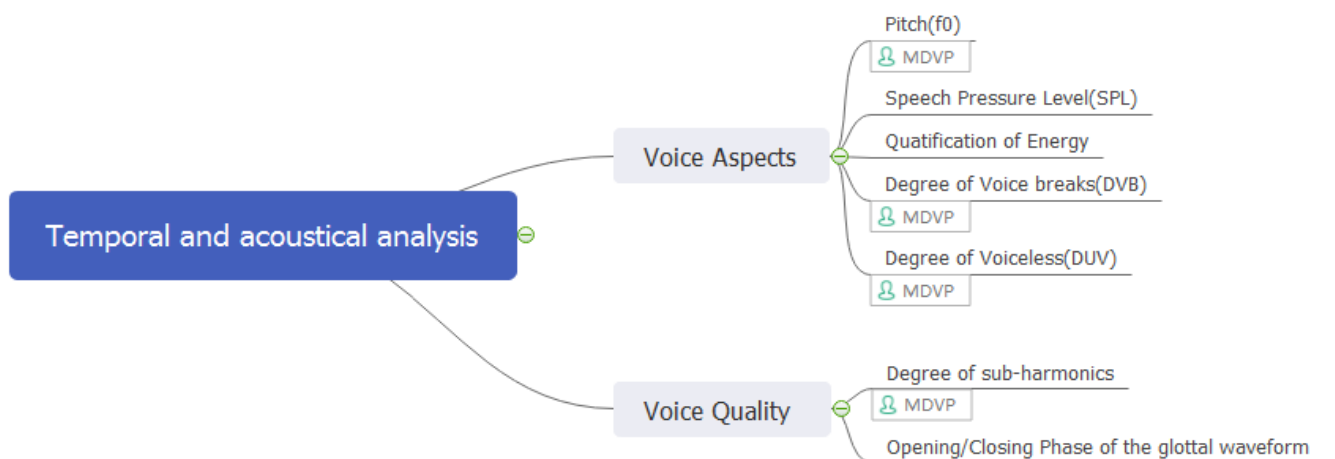 Pitch(f0)
MDVP
Speech Pressure Level(SPL)
Voice Aspects
Quatification of Energy
Degree of Voice breaks(DVB)
MDVP
Temporal and acoustical analysis
Degree of Voiceless(DUV)
MDVP
Degree of sub-harmonics
Voice Quality
MDVP
Opening/Closing Phase of the glottal waveform